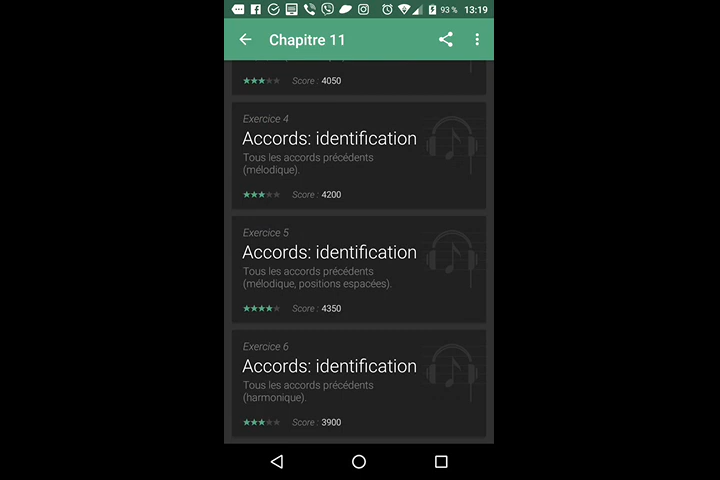 93 % 13:19
Chapitre 11
Score : 4050
Exercice 4
Accords: identification
Tous les accords précédents
(mélodique).
Score : 4200
Exercice 5
Accords: identification
Tous les accords précédents
(mélodique, positions espacées).
Score : 4350
Exercice 6
Accords: identification
Tous les accords précédents
(harmonique).
Score : 3900